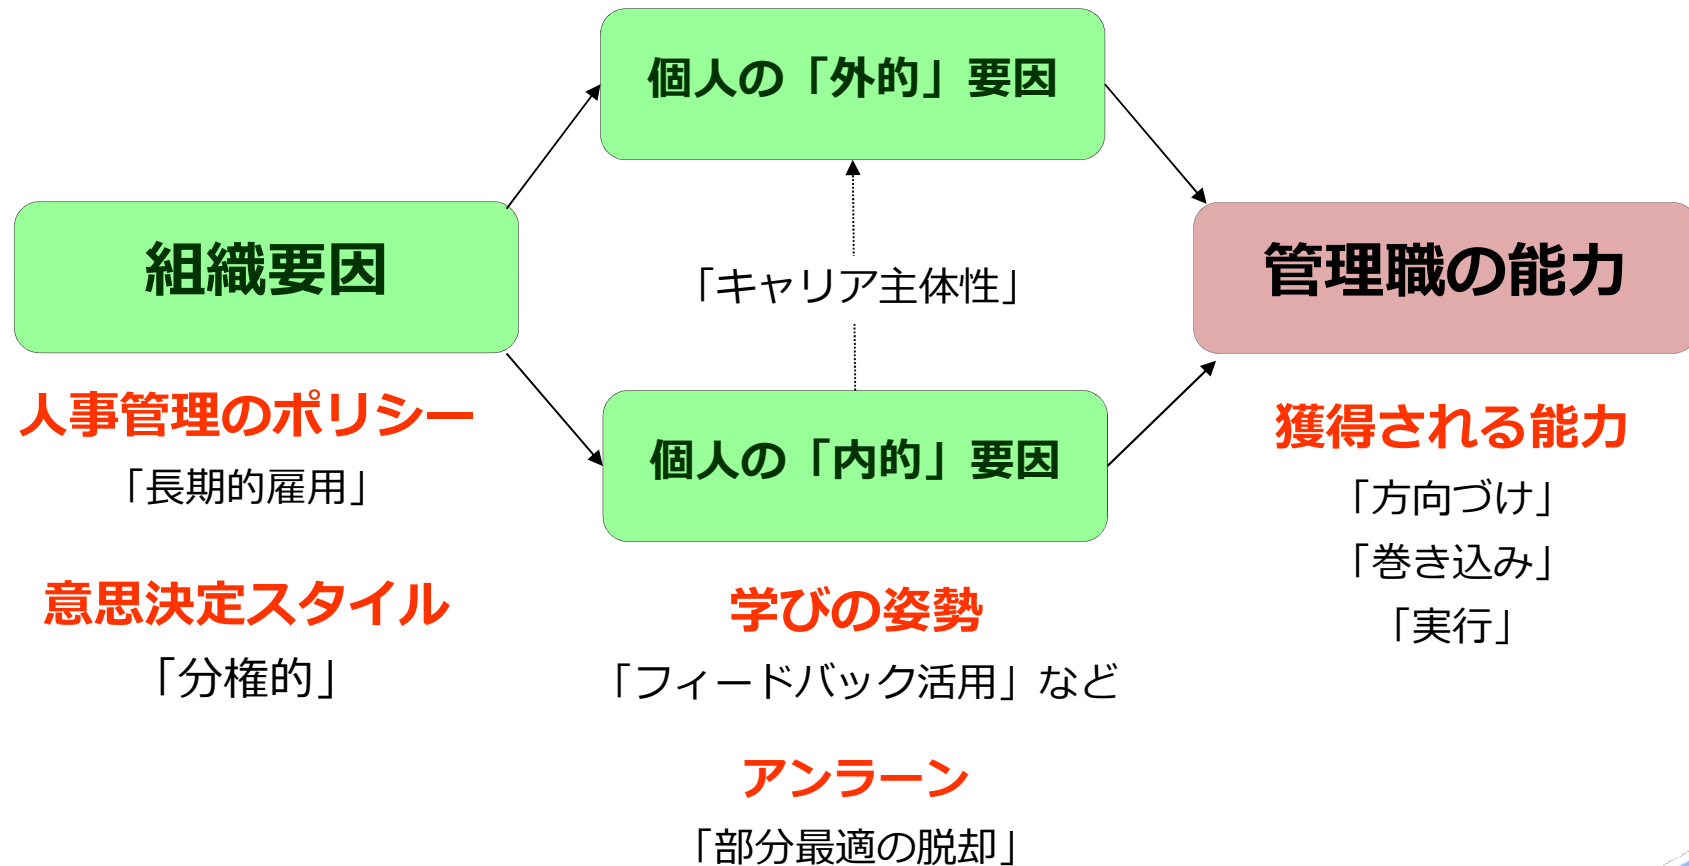 個人の「外的」要因
組織要因
「キャリア主体性」
管理職の能力
人事管理のポリシー
「長期的雇用」
意思決定スタイル
「分権的」
個人の「内的」要因
学びの姿勢
「フィードバック活用」など
アンラーン
「部分最適の脱却」
獲得される能力
「方向づけ」
「巻き込み」
「実行」